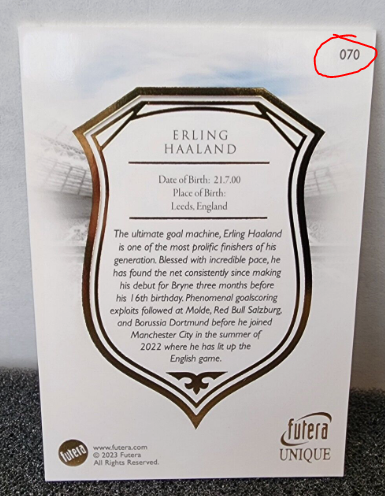 070
ERLING
HAALAND
Date of Birth: 21.7.00
Place of Birth:
Leeds, England
The ultimate goal machine, Erling Haaland
is one of the most prolific finishers of his
generation. Blessed with incredible pace, he
has found the net consistently since making
his debut for Bryne three months before
his 16th birthday. Phenomenal goalscoring
exploits followed at Molde, Red Bull Salzburg,
and Borussia Dortmund before he joined
Manchester City in the summer of
2022 where he has lit up the
English game.
futera
www.futera.com
© 2023 Futera
All Rights Reserved.
futera
UNIQUE